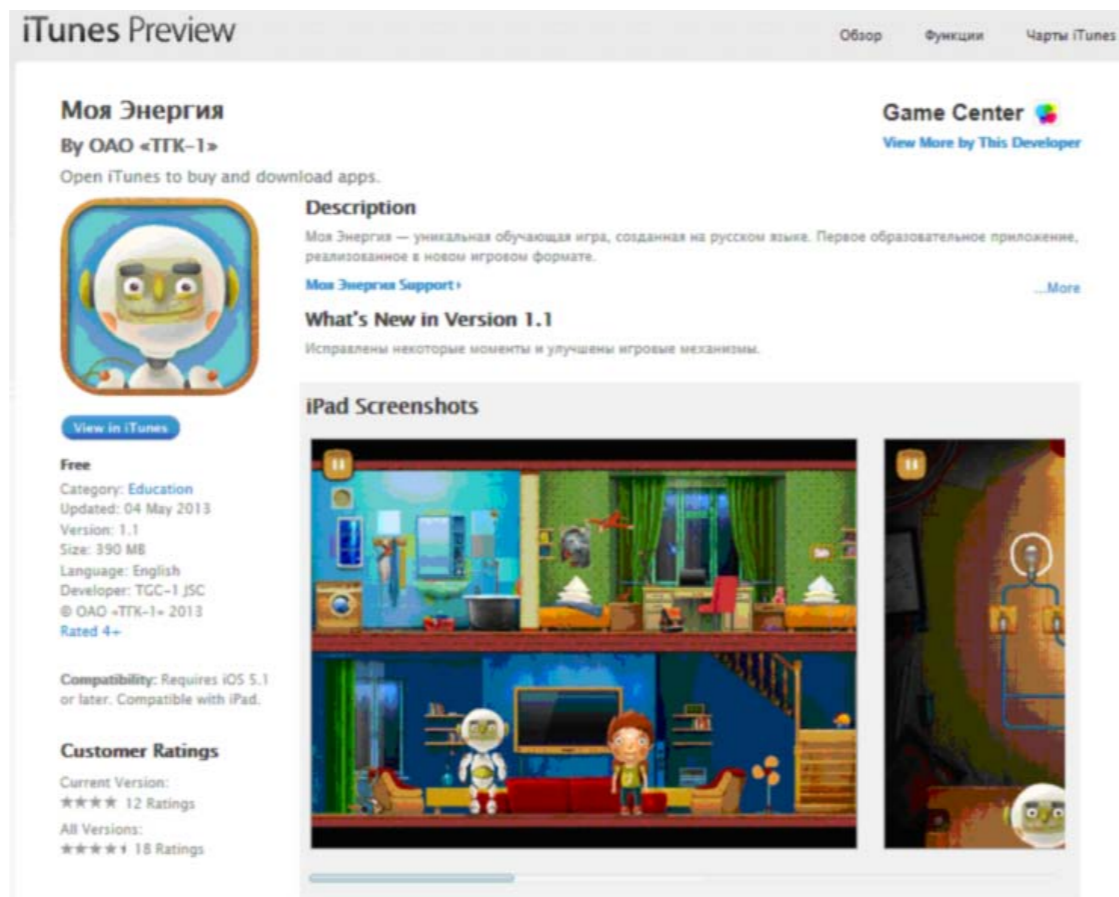 iTunes Preview
Обзор Функции Чарты iTunes
Моя Энергия
By ОАО «ТГК-1»
Open iTunes to buy and download apps.
Game Center
View More by This Developer
Description
Моя Энергия — уникальная обучающая игра, созданная на русском языке. Первое образовательное приложение,
реализованное в новом игровом формате.
Моя Энергия Support
...More
What's New in Version 1.1
Исправлены некоторые моменты и улучшены игровые механизмы.
View in iTunes
Free
Category: Education
Updated: 04 May 2013
Version: 1.1
Size: 390 MB
Language: English
Developer: TGC-1 JSC
© ОАО «ТГК-1» 2013
Rated 4+
Compatibility: Requires iOS 5.1
or later. Compatible with iPad.
Customer Ratings
Current Version:
★★★★ 12 Ratings
All Versions:
★★★★⯨ 18 Ratings
iPad Screenshots